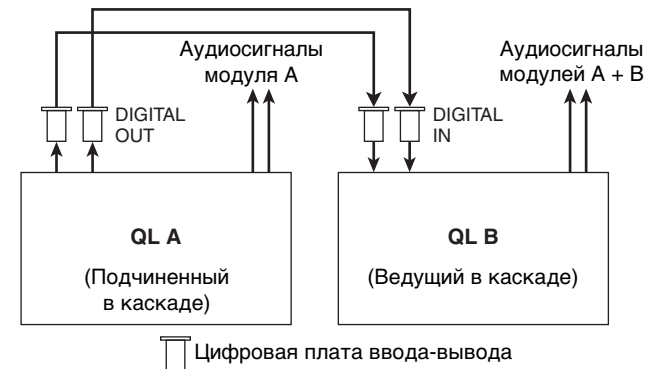 Аудиосигналы
модуля A
Аудиосигналы
модулей A + B
DIGITAL
OUT
DIGITAL
IN
QL A
(Подчиненный
в каскаде)
QL B
(Ведущий в каскаде)
Цифровая плата ввода-вывода